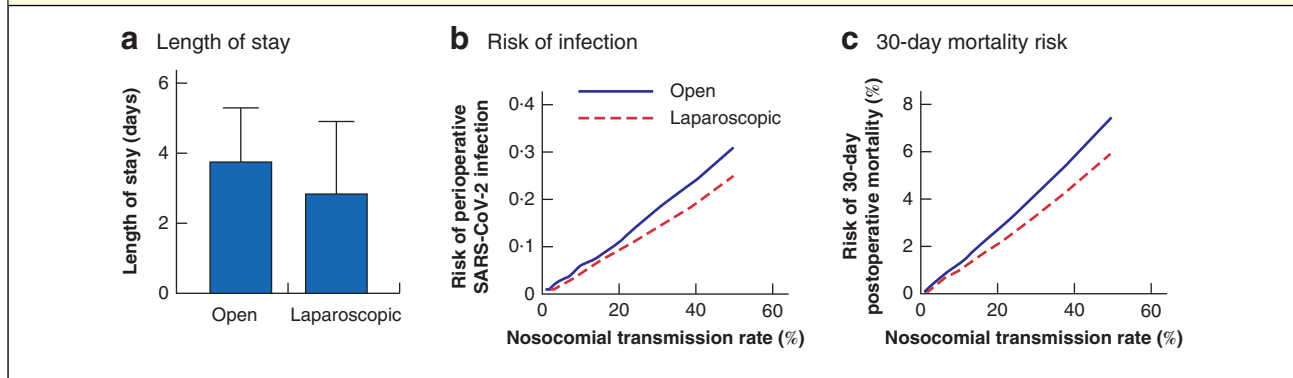 a Length of stay
Length of stay (days)
6
4
2
0
Open Laparoscopic
b Risk of infection
Risk of perioperative
SARS-CoV-2 infection
0·4
0·3
0·2
0·1
0
Open
Laparoscopic
0 20 40 60
Nosocomial transmission rate (%)
c 30-day mortality risk
Risk of 30-day
postoperative mortality (%)
8
6
4
2
0
0 20 40 60
Nosocomial transmission rate (%)